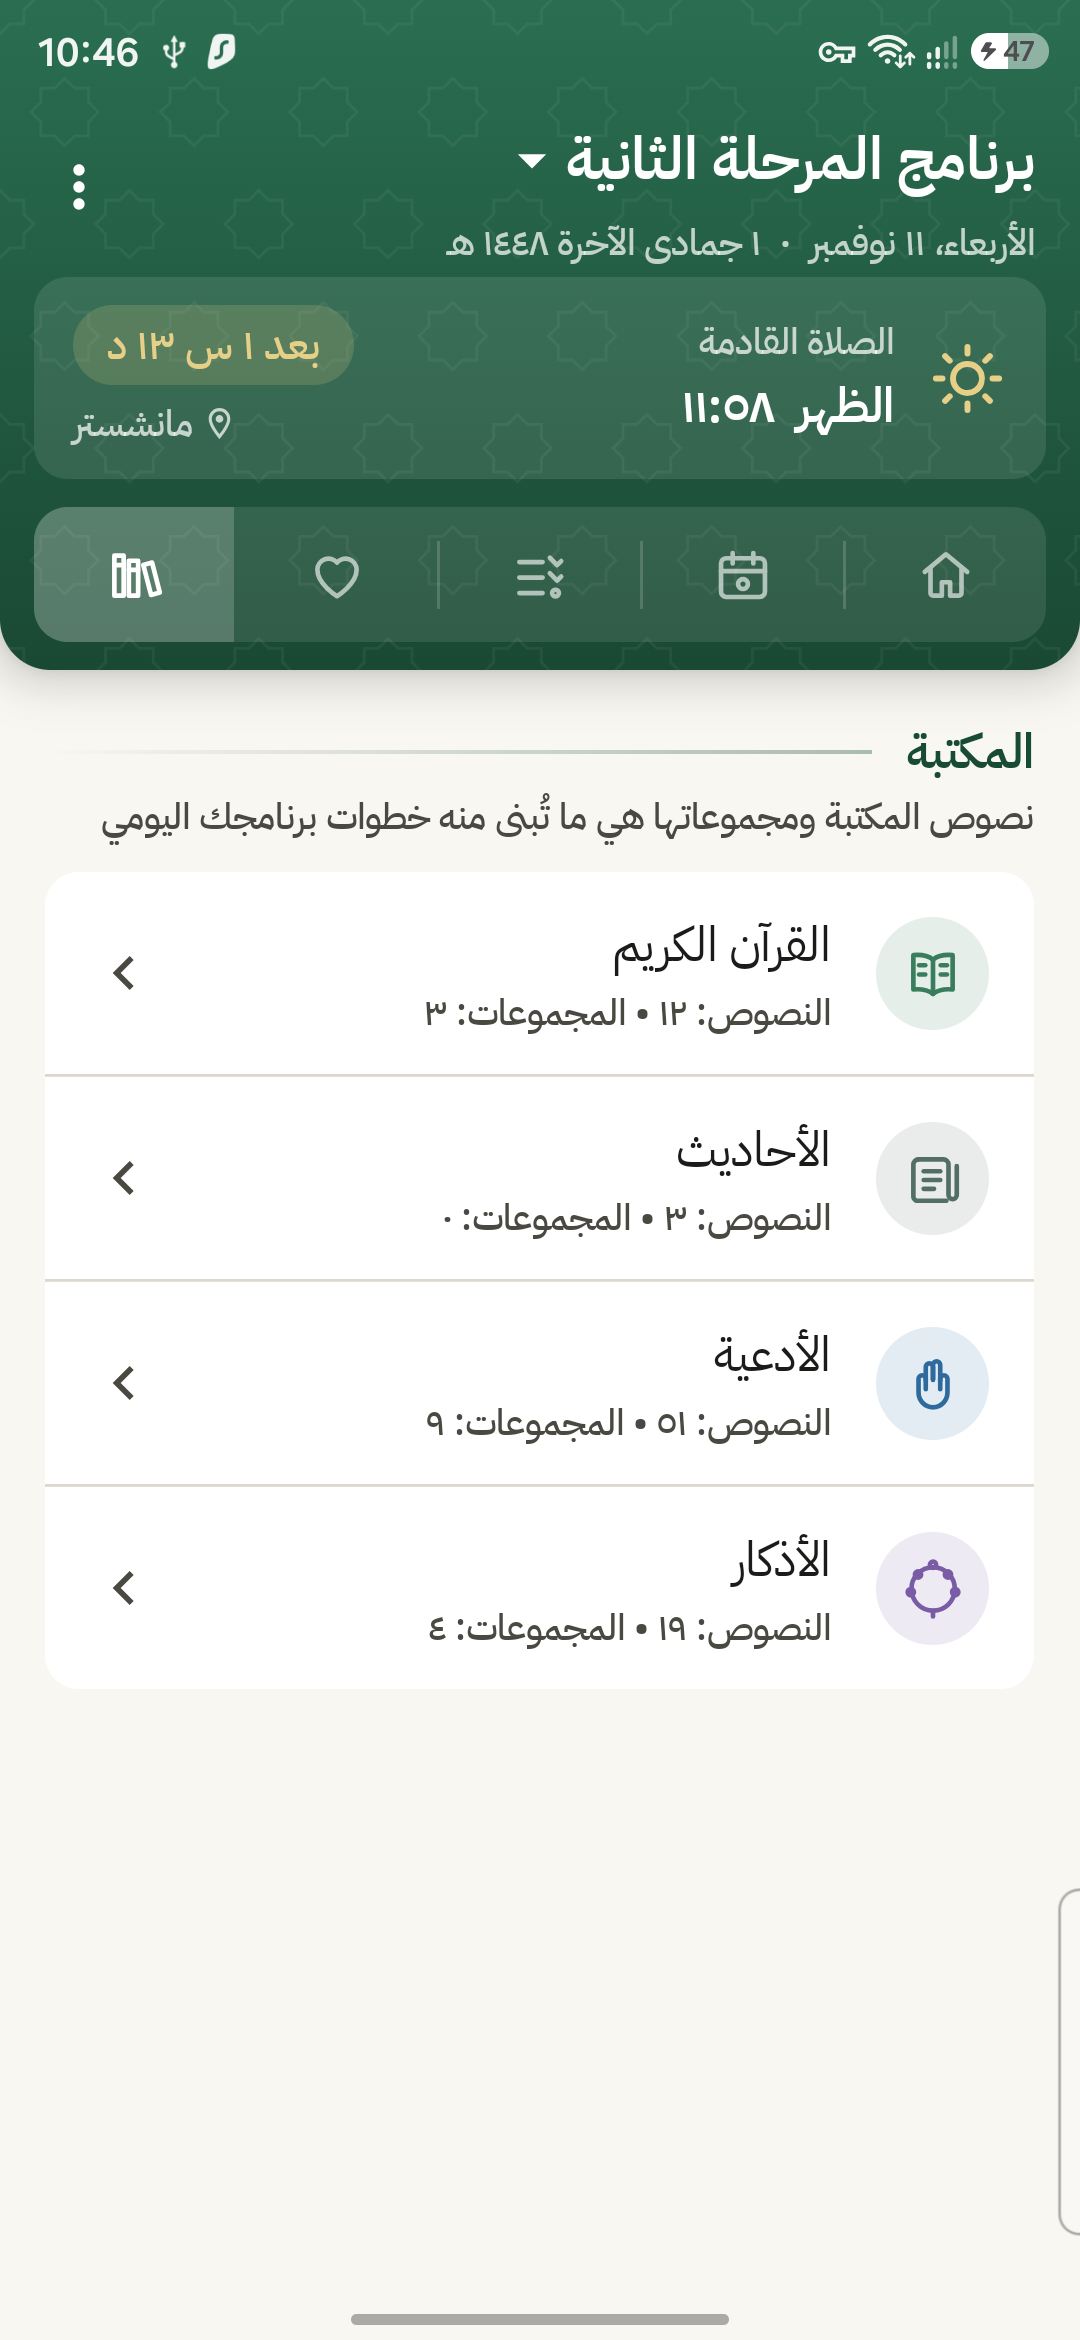 10:46
47
برنامج المرحلة الثانية
الأربعاء، ١١ نوفمبر · ١ جمادى الآخرة ١٤٤٨ هـ
الصلاة القادمة
الظهر ١١:٥٨
بعد ١ س ١٣ د
مانشستر
المكتبة
نصوص المكتبة ومجموعاتها هي ما تُبنى منه خطوات برنامجك اليومي
القرآن الكريم
النصوص: ١٢ • المجموعات: ٣
الأحاديث
النصوص: ٣ • المجموعات: ٠
الأدعية
النصوص: ٥١ • المجموعات: ٩
الأذكار
النصوص: ١٩ • المجموعات: ٤